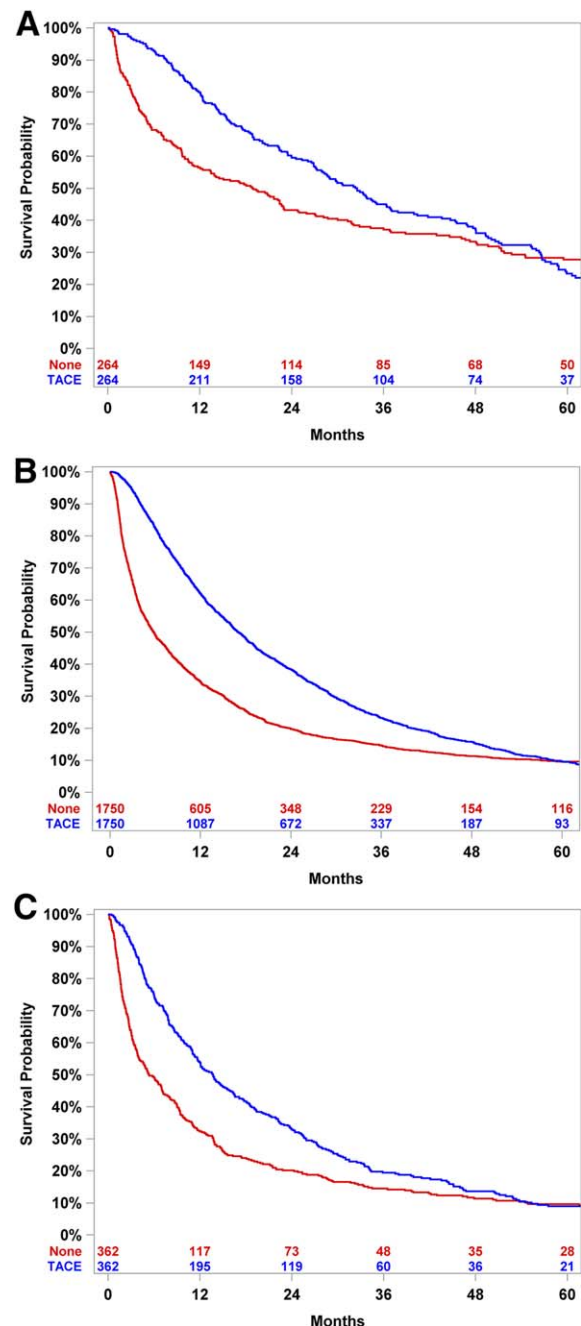 A
100%
90%
80%
70%
60%
50%
40%
30%
20%
10%
0%
Survival Probability
None 264 149 114 85 68 50
TACE 264 211 158 104 74 37
0 12 24 36 48 60
Months
B
100%
90%
80%
70%
60%
50%
40%
30%
20%
10%
0%
Survival Probability
None 1750 605 348 229 154 116
TACE 1750 1087 672 337 187 93
0 12 24 36 48 60
Months
C
100%
90%
80%
70%
60%
50%
40%
30%
20%
10%
0%
Survival Probability
None 362 117 73 48 35 28
TACE 362 195 119 60 36 21
0 12 24 36 48 60
Months